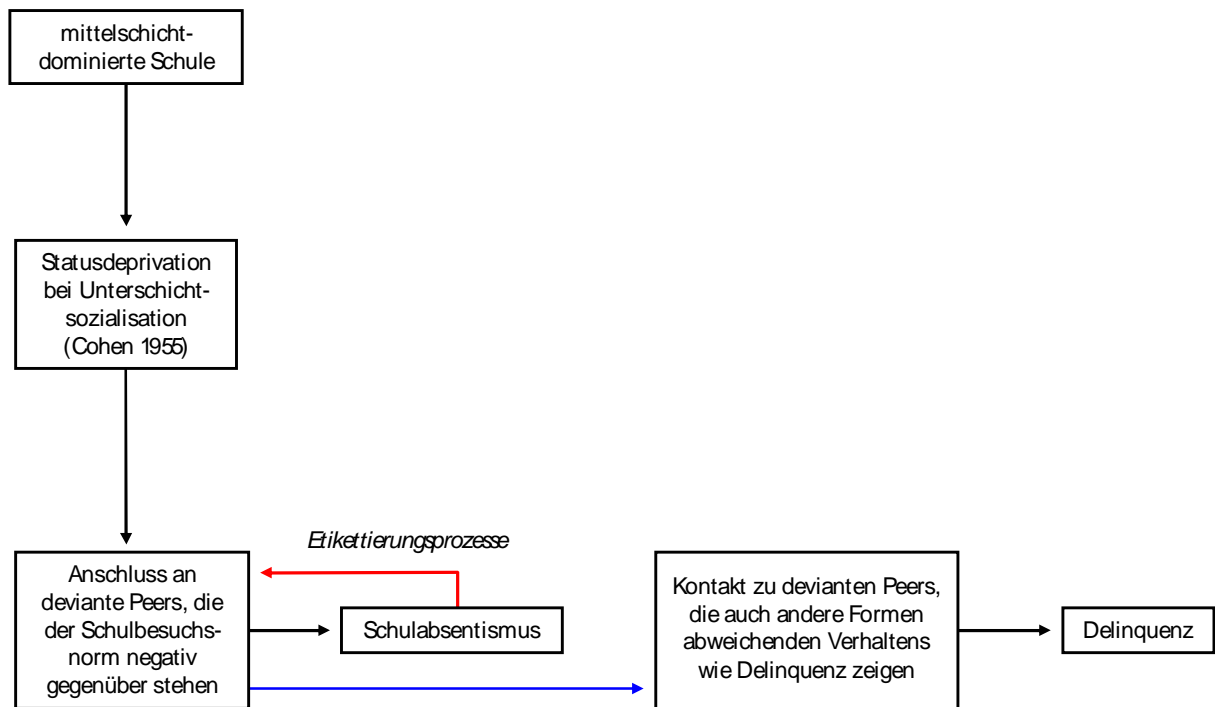 mittelschicht-
dominierte Schule
Statusdeprivation
bei Unterschicht-
sozialisation
(Cohen 1955)
Etikettierungsprozesse
Anschluss an
deviante Peers, die
der Schulbesuchs-
norm negativ
gegenüber stehen
Schulabsentismus
Kontakt zu devianten Peers,
die auch andere Formen
abweichenden Verhaltens
wie Delinquenz zeigen
Delinquenz